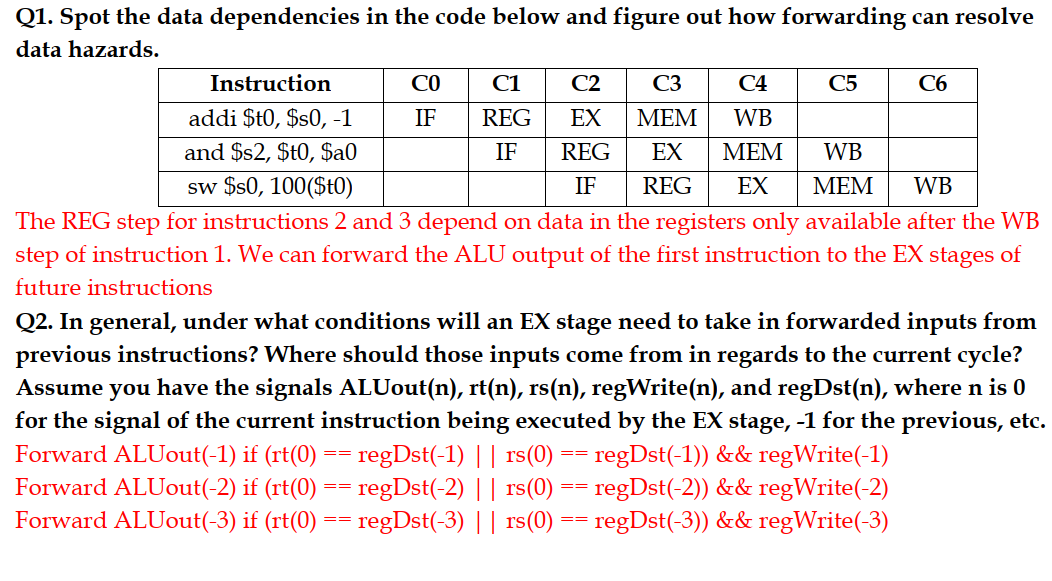 Q1. Spot the data dependencies in the code below and figure out how forwarding can resolve
data hazards.
Instruction C0 C1 C2 C3 C4 C5 C6
addi $t0, $s0, -1 IF REG EX MEM WB
and $s2, $t0, $a0 IF REG EX MEM WB
sw $s0, 100($t0) IF REG EX MEM WB
The REG step for instructions 2 and 3 depend on data in the registers only available after the WB
step of instruction 1. We can forward the ALU output of the first instruction to the EX stages of
future instructions
Q2. In general, under what conditions will an EX stage need to take in forwarded inputs from
previous instructions? Where should those inputs come from in regards to the current cycle?
Assume you have the signals ALUout(n), rt(n), rs(n), regWrite(n), and regDst(n), where n is 0
for the signal of the current instruction being executed by the EX stage, -1 for the previous, etc.
Forward ALUout(-1) if (rt(0) == regDst(-1) || rs(0) == regDst(-1)) && regWrite(-1)
Forward ALUout(-2) if (rt(0) == regDst(-2) || rs(0) == regDst(-2)) && regWrite(-2)
Forward ALUout(-3) if (rt(0) == regDst(-3) || rs(0) == regDst(-3)) && regWrite(-3)